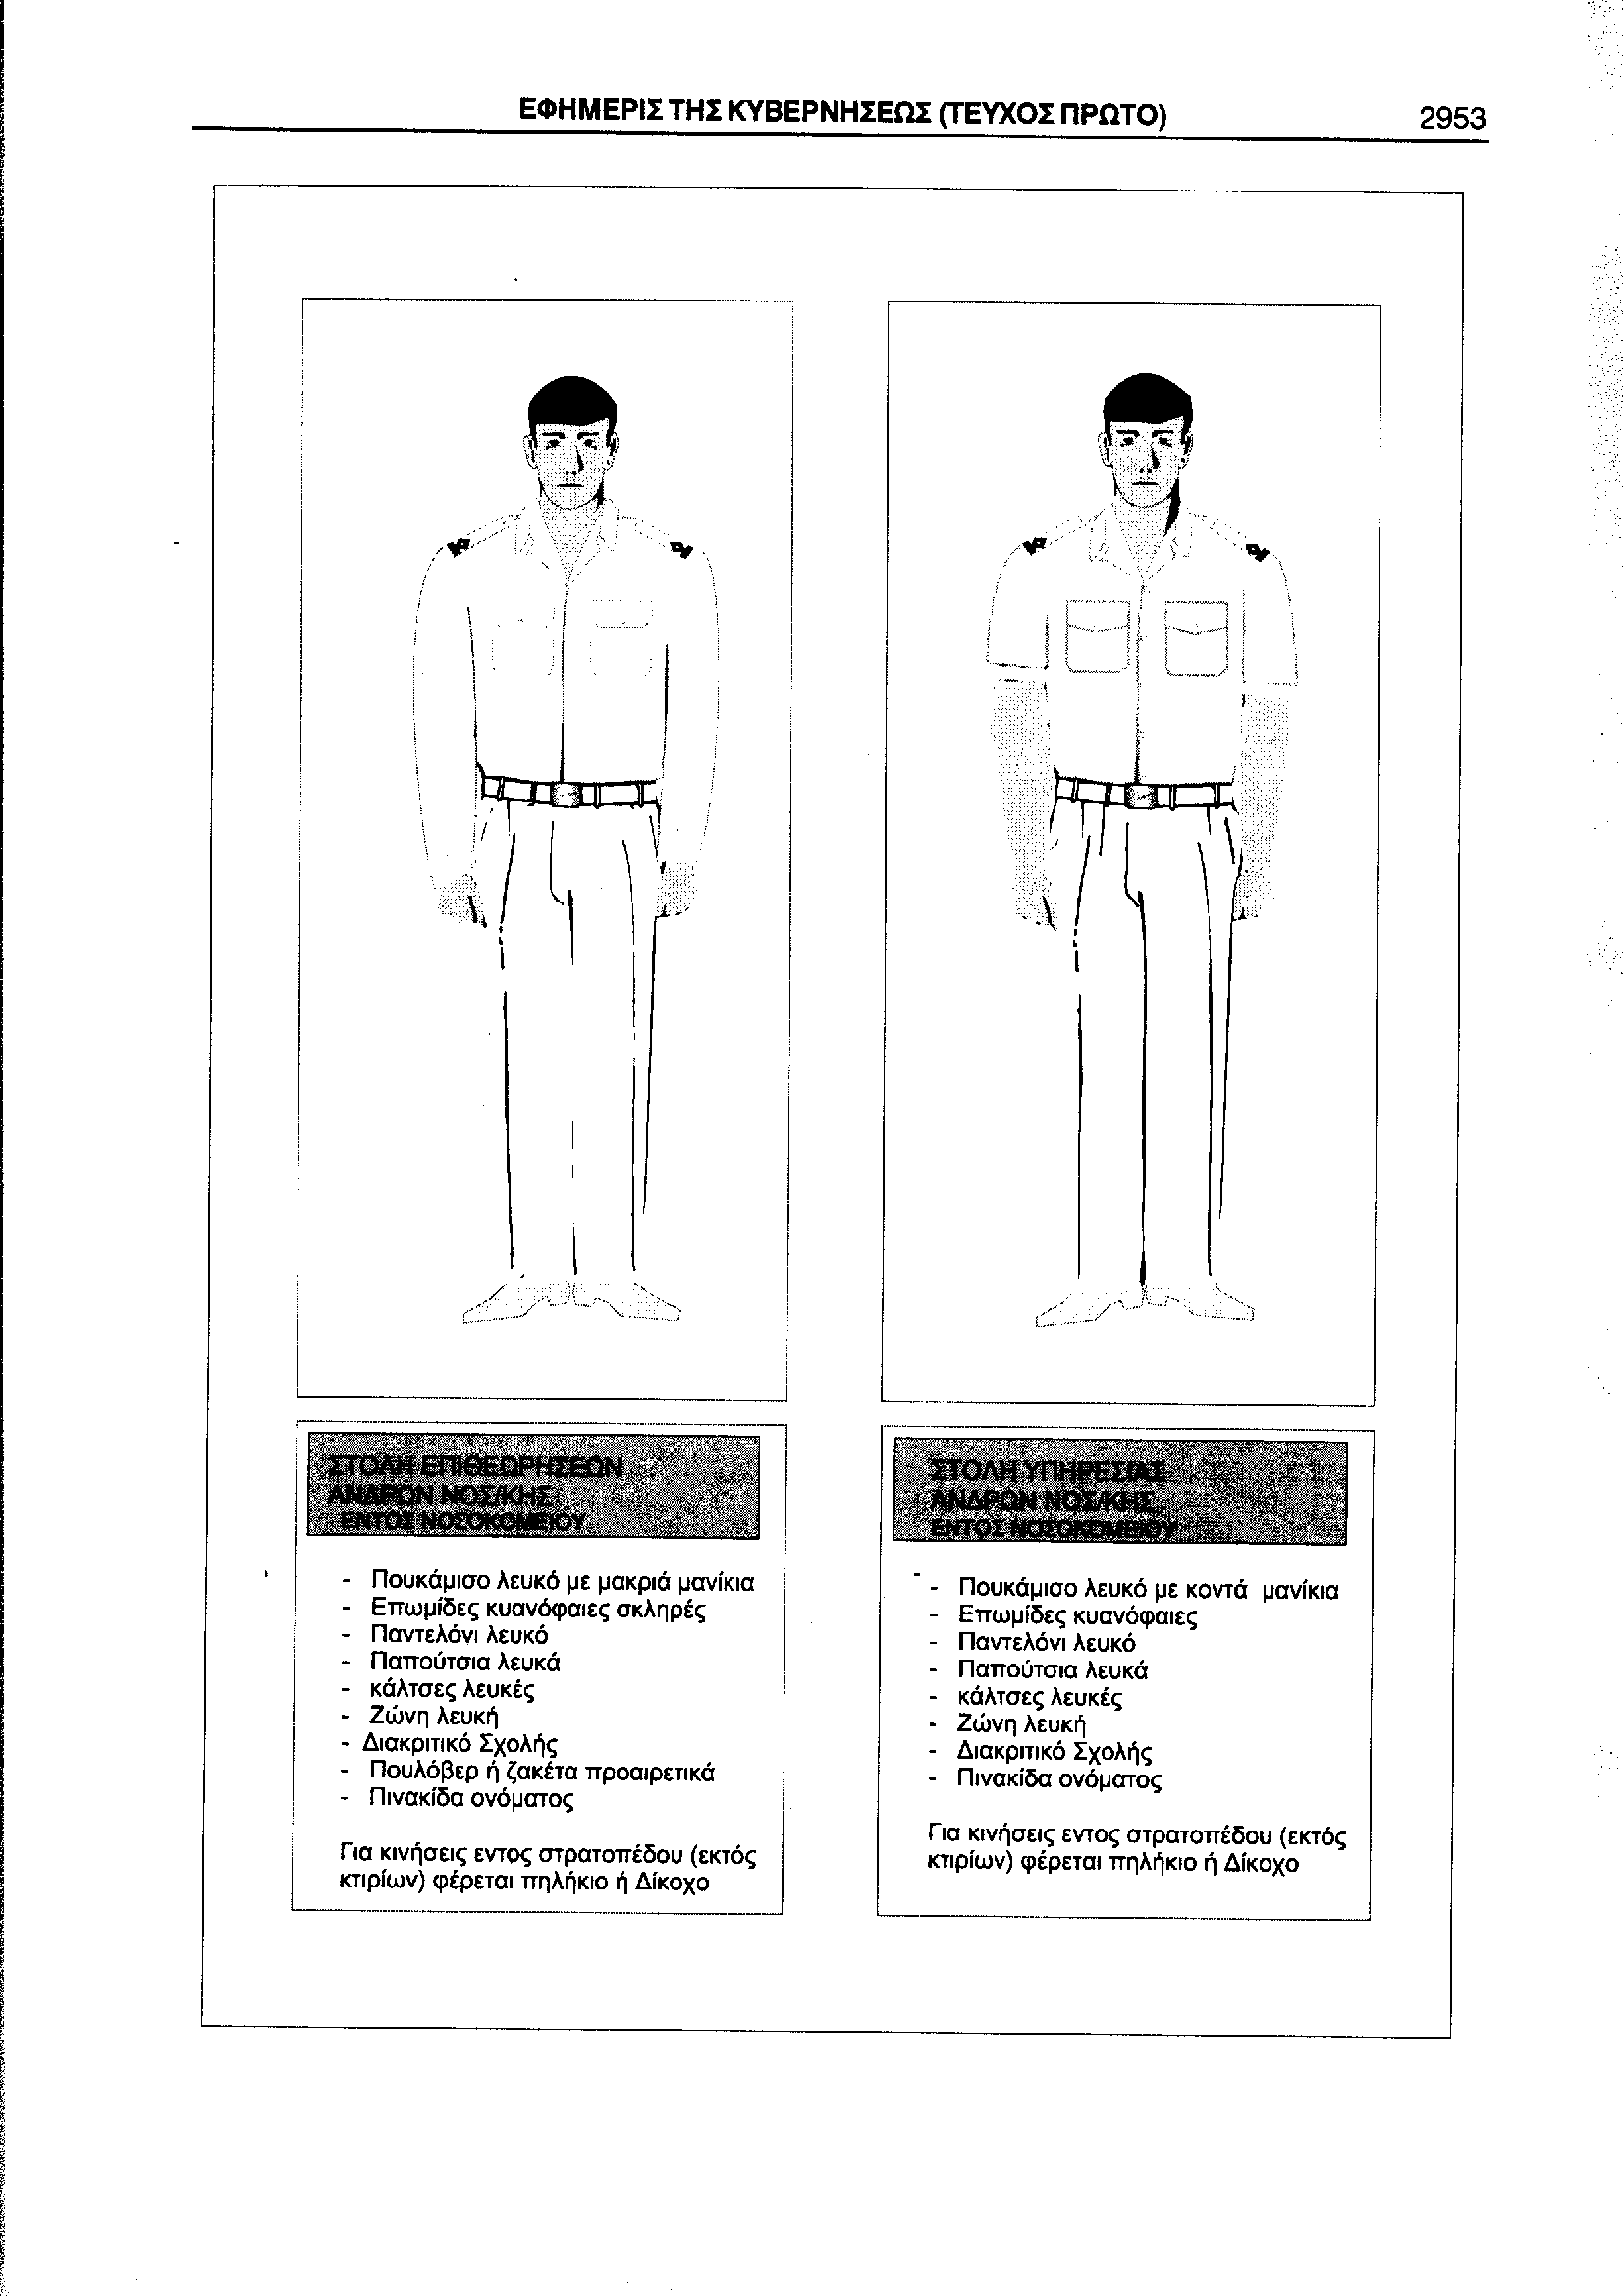 ΕΦΗΜΕΡΙΣ ΤΗΣ ΚΥΒΕΡΝΗΣΕΩΣ (ΤΕΥΧΟΣ ΠΡΩΤΟ)
2953
ΣΤΟΛΗ ΕΠΙΘΕΩΡΗΣΕΩΝ
ΑΝΔΡΩΝ ΝΟΣ/ΚΗΣ
ΕΝΤΟΣ ΝΟΣΟΚΟΜΕΙΟΥ
- Πουκάμισο λευκό με μακριά μανίκια
- Επωμίδες κυανόφαιες σκληρές
- Παντελόνι λευκό
- Παπούτσια λευκά
- κάλτσες λευκές
- Ζώνη λευκή
- Διακριτικό Σχολής
- Πουλόβερ ή ζακέτα προαιρετικά
- Πινακίδα ονόματος
Για κινήσεις εντος στρατοπέδου (εκτός
κτιρίων) φέρεται πηλήκιο ή Δίκοχο
ΣΤΟΛΗ ΥΠΗΡΕΣΙΑΣ
ΑΝΔΡΩΝ ΝΟΣ/ΚΗΣ
ΕΝΤΟΣ ΝΟΣΟΚΟΜΕΙΟΥ
- Πουκάμισο λευκό με κοντά μανίκια
- Επωμίδες κυανόφαιες
- Παντελόνι λευκό
- Παπούτσια λευκά
- κάλτσες λευκές
- Ζώνη λευκή
- Διακριτικό Σχολής
- Πινακίδα ονόματος
Για κινήσεις εντος στρατοπέδου (εκτός
κτιρίων) φέρεται πηλήκιο ή Δίκοχο